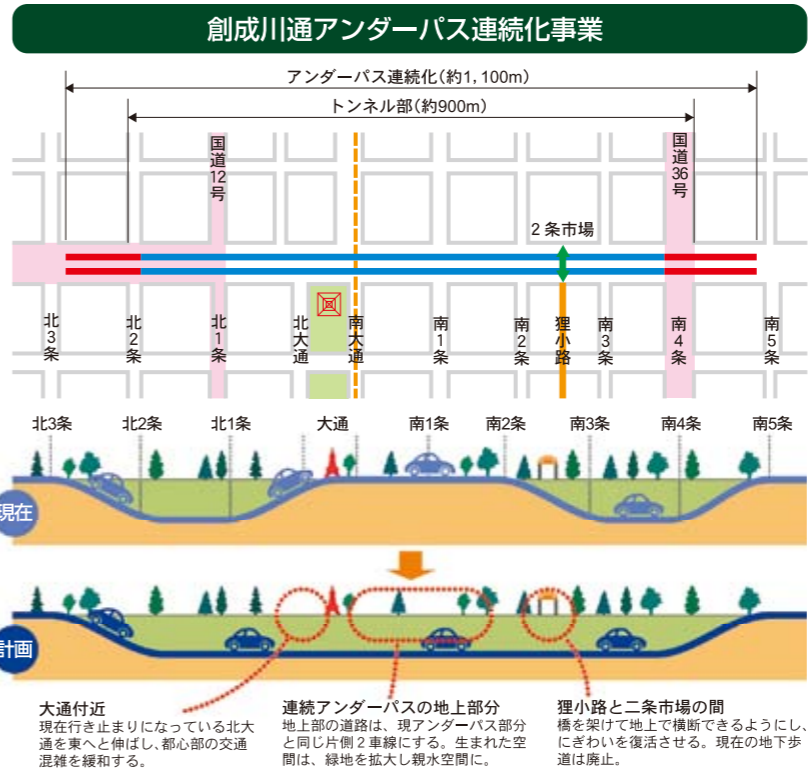 創成川通アンダーパス連続化事業
アンダーパス連続化(約1,100m)
トンネル部(約900m)
国道12号
国道36号
2条市場
北3条
北2条
北1条
北大通
南大通
南1条
南2条
狸小路
南3条
南4条
南5条
北3条 北2条 北1条 大通 南1条 南2条 南3条 南4条 南5条
現在
計画
大通付近
現在行き止まりになっている北大
通を東へと伸ばし、都心部の交通
混雑を緩和する。
連続アンダーパスの地上部分
地上部の道路は、現アンダーパス部分
と同じ片側2車線にする。生まれた空
間は、緑地を拡大し親水空間に。
狸小路と二条市場の間
橋を架けて地上で横断できるようにし、
にぎわいを復活させる。現在の地下歩
道は廃止。